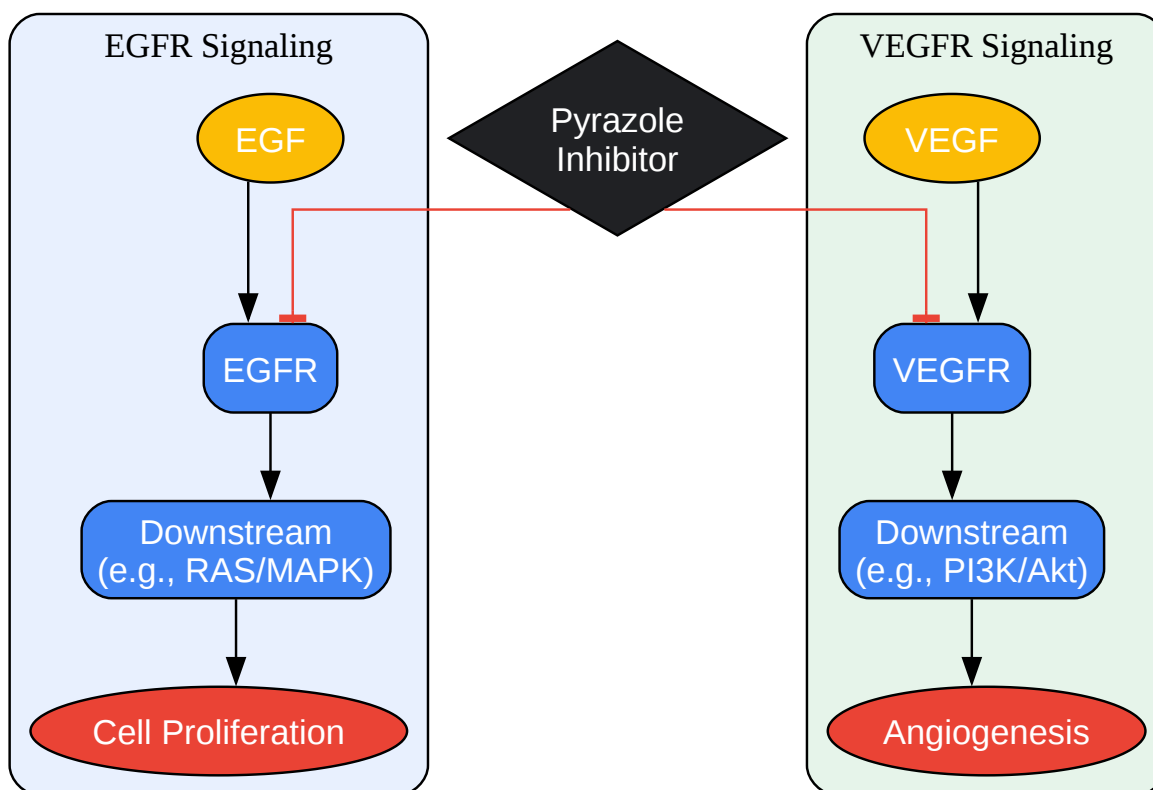 EGFR Signaling
EGF
EGFR
Downstream
(e.g., RAS/MAPK)
Cell Proliferation
Pyrazole
Inhibitor
VEGFR Signaling
VEGF
VEGFR
Downstream
(e.g., PI3K/Akt)
Angiogenesis